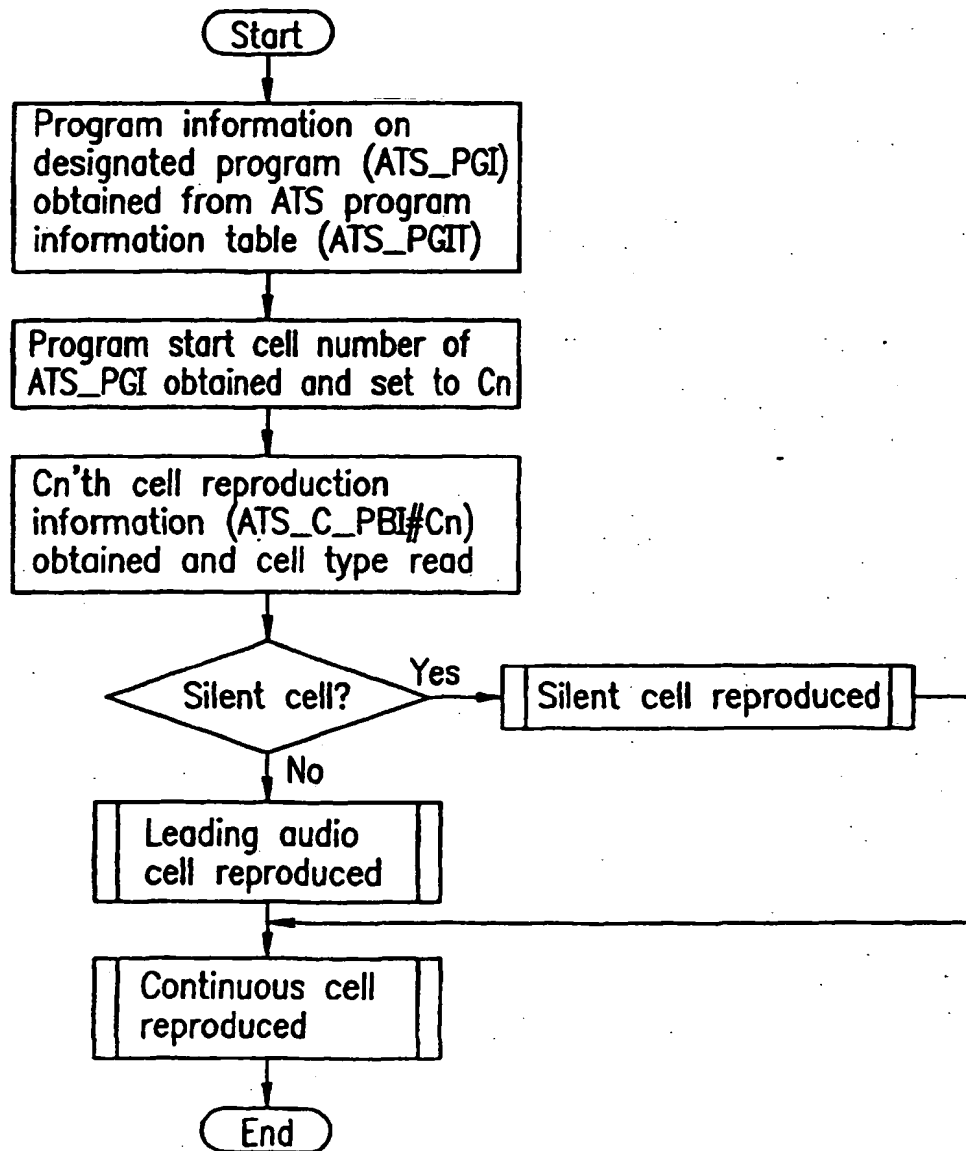 Start
Program information on
designated program (ATS_PGI)
obtained from ATS program
information table (ATS_PGIT)
Program start cell number of
ATS_PGI obtained and set to Cn
Cn'th cell reproduction
information (ATS_C_PBI#Cn)
obtained and cell type read
Silent cell?
Yes
Silent cell reproduced
No
Leading audio
cell reproduced
Continuous cell
reproduced
End